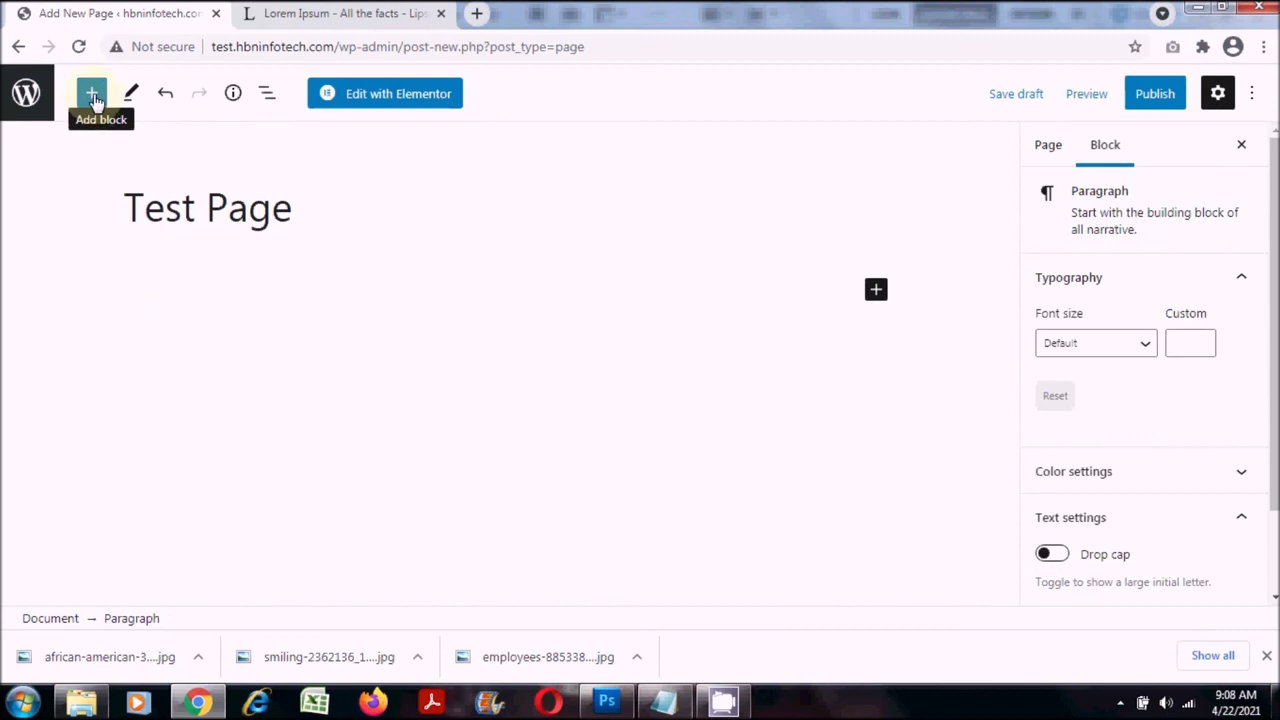 Add New Page ‹ hbninfotech.co
Lorem Ipsum - All the facts - Lips
Not secure
test.hbninfotech.com/wp-admin/post-new.php?post_type=page
Edit with Elementor
Save draft
Preview
Publish
Add block
Page
Block
Test Page
Paragraph
Start with the building block of
all narrative.
Typography
Font size
Custom
Default
Reset
Color settings
Text settings
Drop cap
Toggle to show a large initial letter.
Document → Paragraph
african-american-3....jpg
smiling-2362136_1....jpg
employees-885338....jpg
Show all
Ps
9:08 AM
4/22/2021